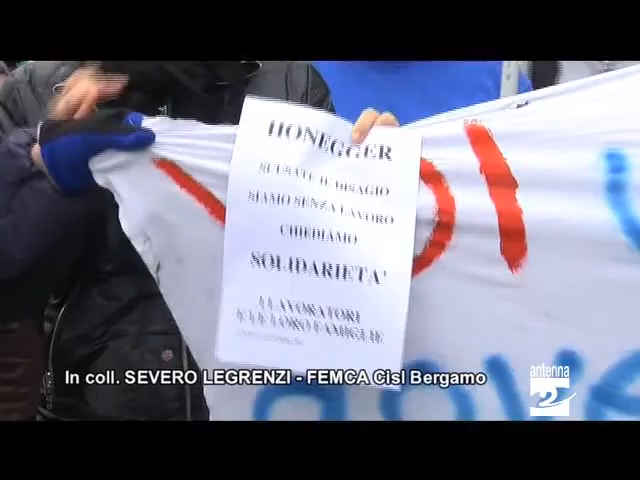 HONEGGER
SCUSATE IL DISAGIO
SIAMO SENZA LAVORO
CHIEDIAMO
SOLIDARIETA'
I LAVORATORI
E LE LORO FAMIGLIE
DI
In coll. SEVERO LEGRENZI - FEMCA Cisl Bergamo
antenna
2